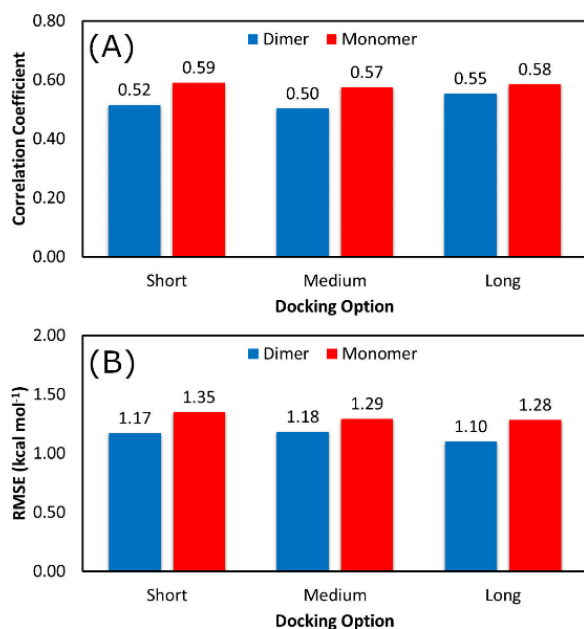 (A)
Dimer Monomer
Correlation Coefficient
0.80
0.60
0.40
0.20
0.00
0.52 0.59 0.50 0.57 0.55 0.58
Short Medium Long
Docking Option
(B)
Dimer Monomer
RMSE (kcal mol⁻¹)
2.00
1.50
1.00
0.50
0.00
1.17 1.35 1.18 1.29 1.10 1.28
Short Medium Long
Docking Option